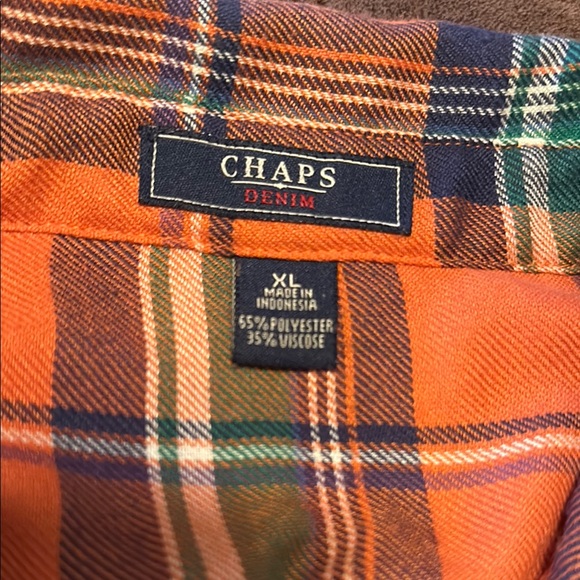 CHAPS
DENIM
XL
MADE IN
INDONESIA
65% POLYESTER
35% VISCOSE